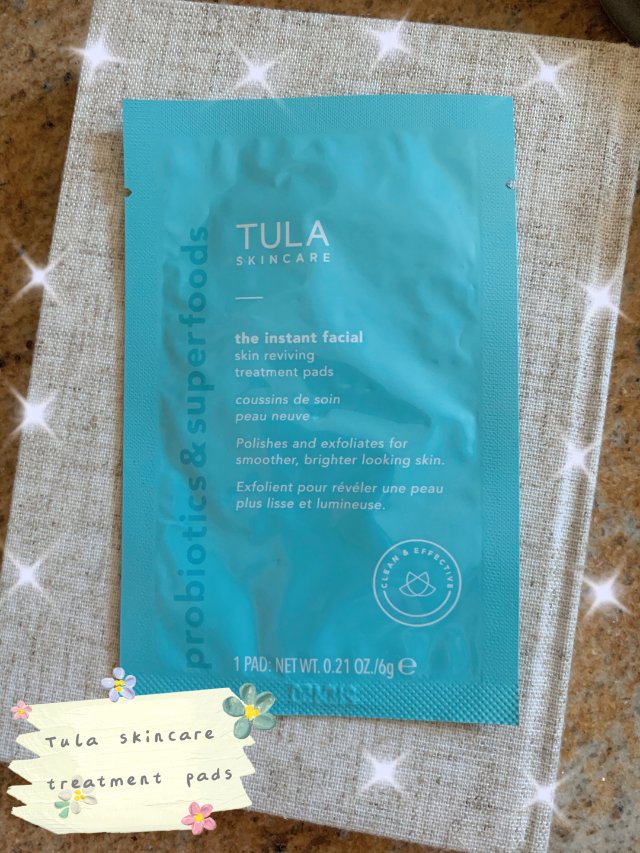 TULA
SKINCARE
the instant facial
skin reviving
treatment pads
coussins de soin
peau neuve
Polishes and exfoliates for
smoother, brighter looking skin.
Exfolient pour révéler une peau
plus lisse et lumineuse.
probiotics & superfoods
CLEAN & EFFECTIVE
1 PAD: NET WT. 0.21 OZ./6g ℮
Tula skincare
treatment pads